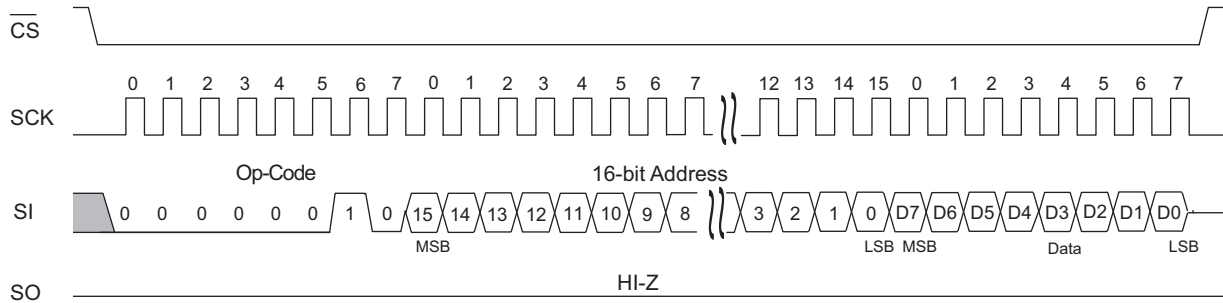 CS
0 1 2 3 4 5 6 7 0 1 2 3 4 5 6 7 12 13 14 15 0 1 2 3 4 5 6 7
SCK
Op-Code 16-bit Address
SI 0 0 0 0 0 0 1 0 15 14 13 12 11 10 9 8 3 2 1 0 D7 D6 D5 D4 D3 D2 D1 D0
MSB LSB MSB Data LSB
HI-Z
SO